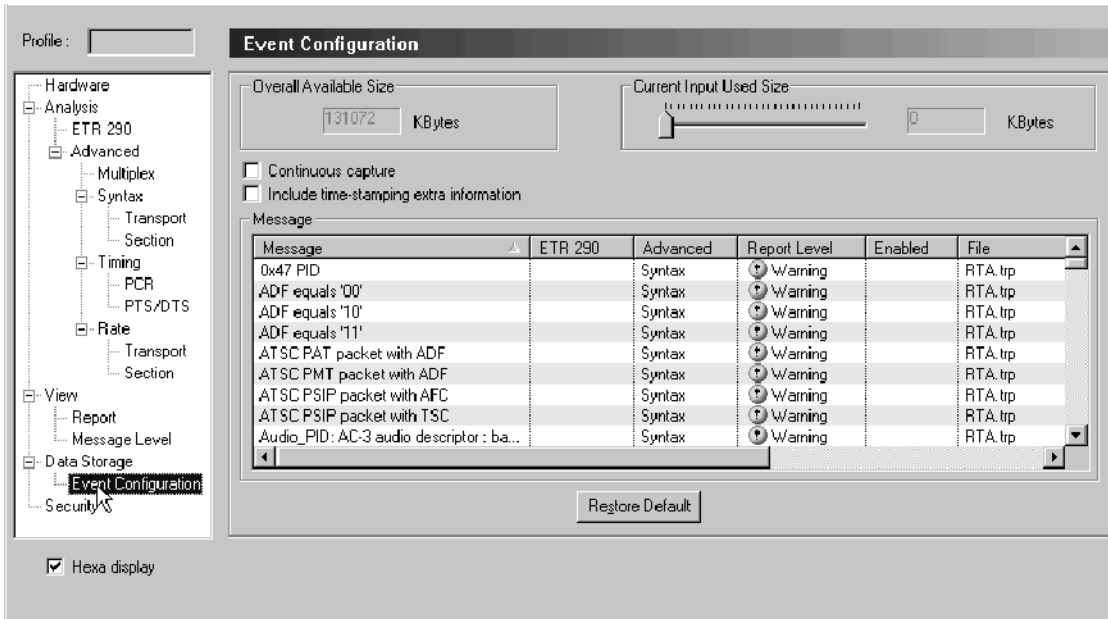 Profile :
Event Configuration
Hardware
Analysis
ETR 290
Advanced
Multiplex
Syntax
Transport
Section
Timing
PCR
PTS/DTS
Rate
Transport
Section
View
Report
Message Level
Data Storage
Event Configuration
Security
Hexa display
Overall Available Size
131072 KBytes
Current Input Used Size
0 KBytes
Continuous capture
Include time-stamping extra information
Message
Message ETR 290 Advanced Report Level Enabled File
0x47 PID Syntax Warning RTA.trp
ADF equals '00' Syntax Warning RTA.trp
ADF equals '10' Syntax Warning RTA.trp
ADF equals '11' Syntax Warning RTA.trp
ATSC PAT packet with ADF Syntax Warning RTA.trp
ATSC PMT packet with ADF Syntax Warning RTA.trp
ATSC PSIP packet with AFC Syntax Warning RTA.trp
ATSC PSIP packet with TSC Syntax Warning RTA.trp
Audio_PID: AC-3 audio descriptor : ba... Syntax Warning RTA.trp
Restore Default